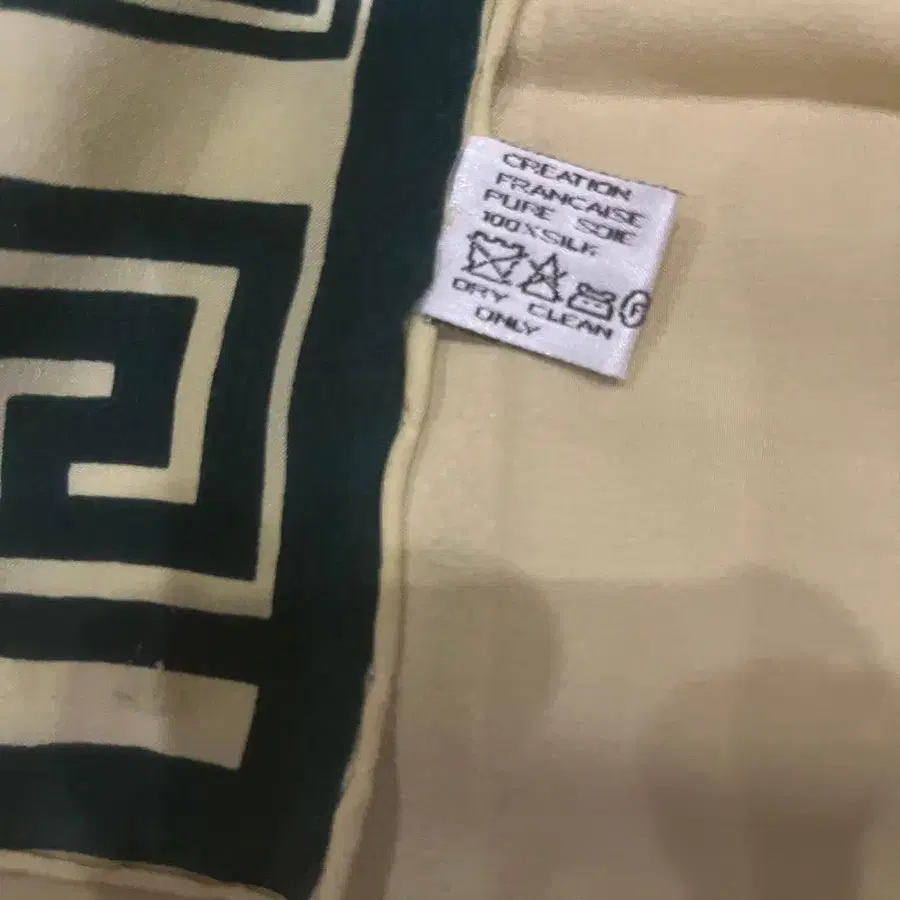 CREATION
FRANCAISE
PURE SOIE
100%SILK
P
DRY CLEAN
ONLY